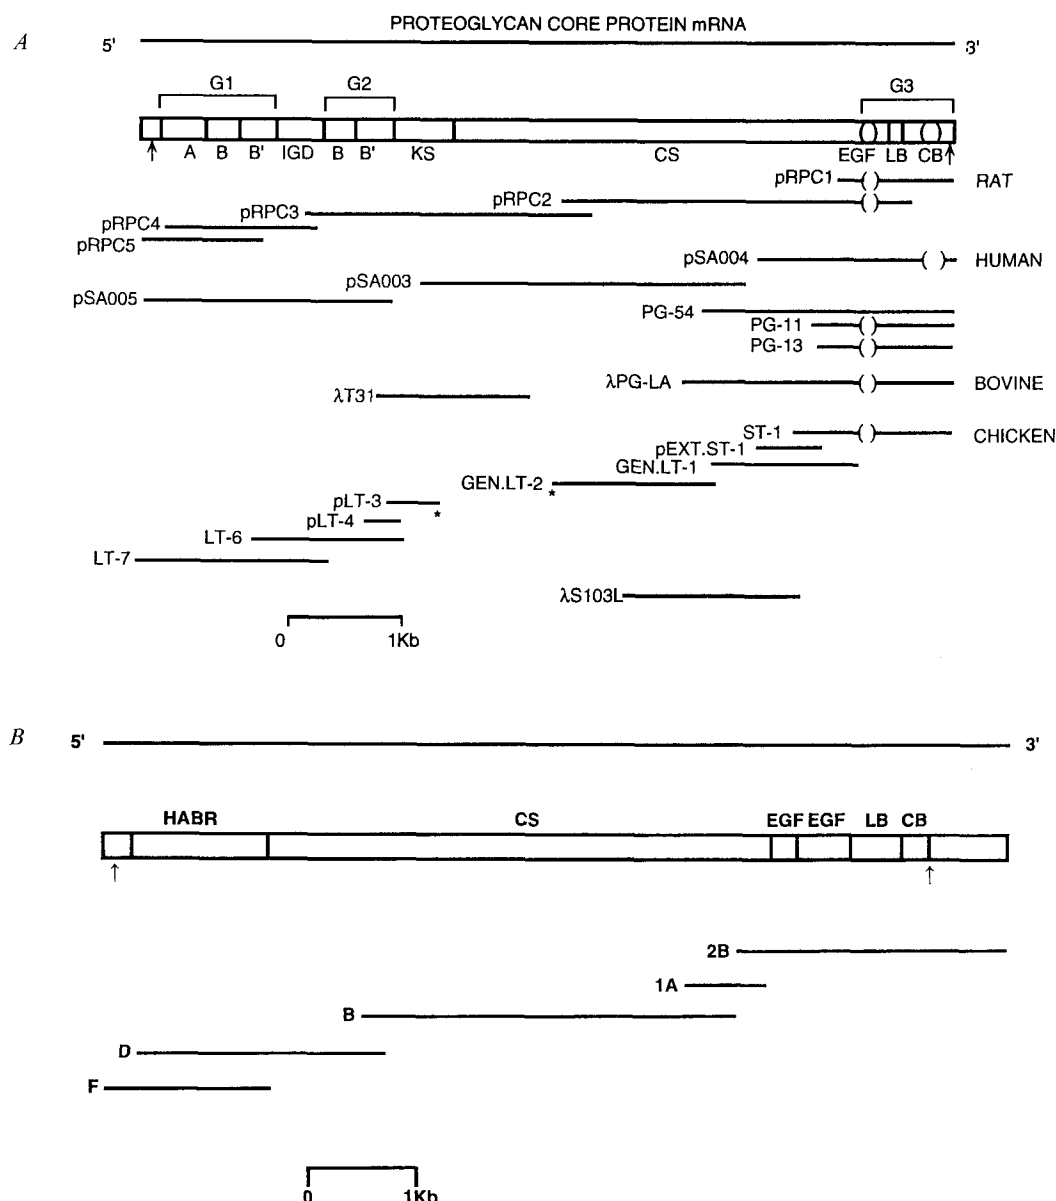 PROTEOGLYCAN CORE PROTEIN mRNA
A 5' 3'
G1 G2 G3
A B B' IGD B B' KS CS EGF LB CB
pRPC1 RAT
pRPC2
pRPC3
pRPC4
pRPC5
pSA004 HUMAN
pSA003
pSA005
PG-54
PG-11
PG-13
λPG-LA BOVINE
λT31
ST-1 CHICKEN
pEXT.ST-1
GEN.LT-1
GEN.LT-2
*
pLT-3
*
pLT-4
LT-6
LT-7
λS103L
0 1Kb
B 5' 3'
HABR CS EGF EGF LB CB
2B
1A
B
D
F
0 1Kb